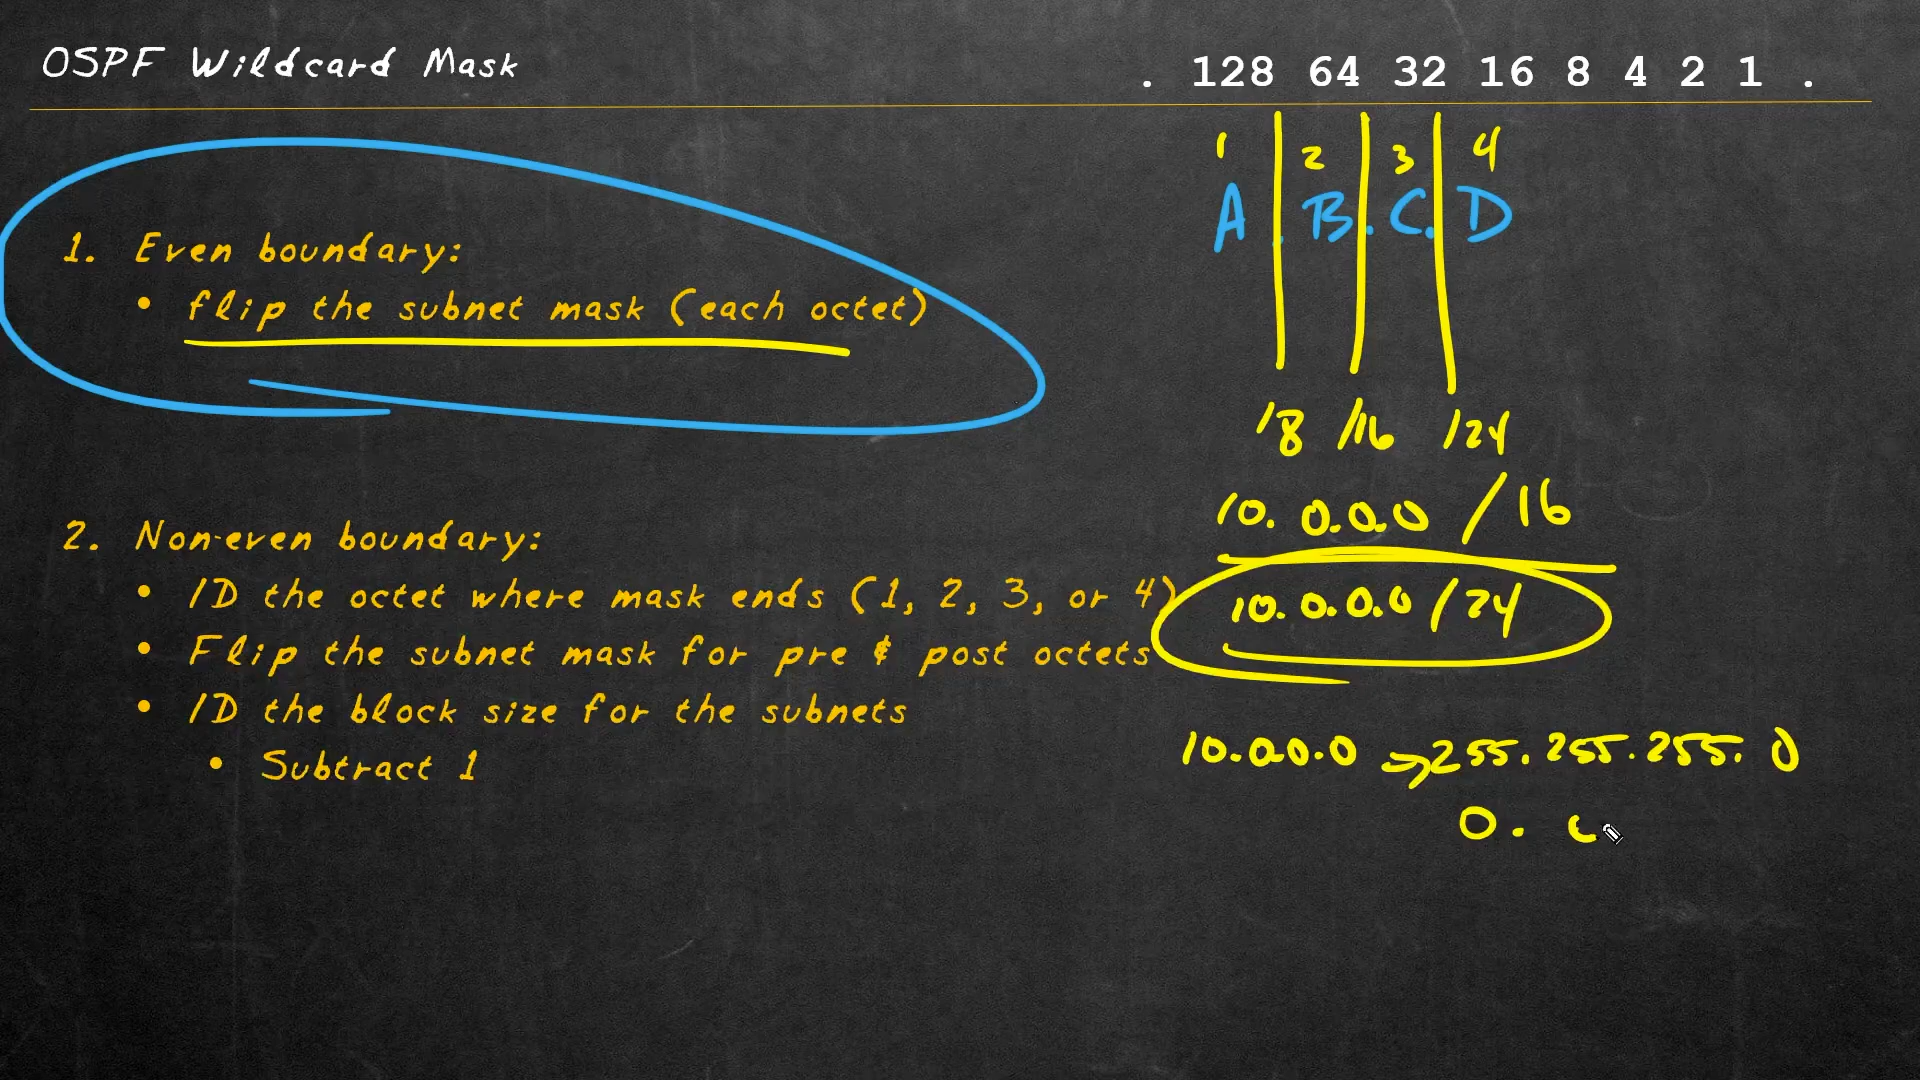 OSPF Wildcard Mask
. 128 64 32 16 8 4 2 1 .
1 2 3 4
A . B . C . D
1. Even boundary:
• flip the subnet mask (each octet)
/8 /16 /24
10. 0.0.0 /16
2. Non-even boundary:
• ID the octet where mask ends (1, 2, 3, or 4)
10. 0.0.0 /24
• Flip the subnet mask for pre & post octets
• ID the block size for the subnets
• Subtract 1
10.0.0.0 → 255.255.255.0
0.